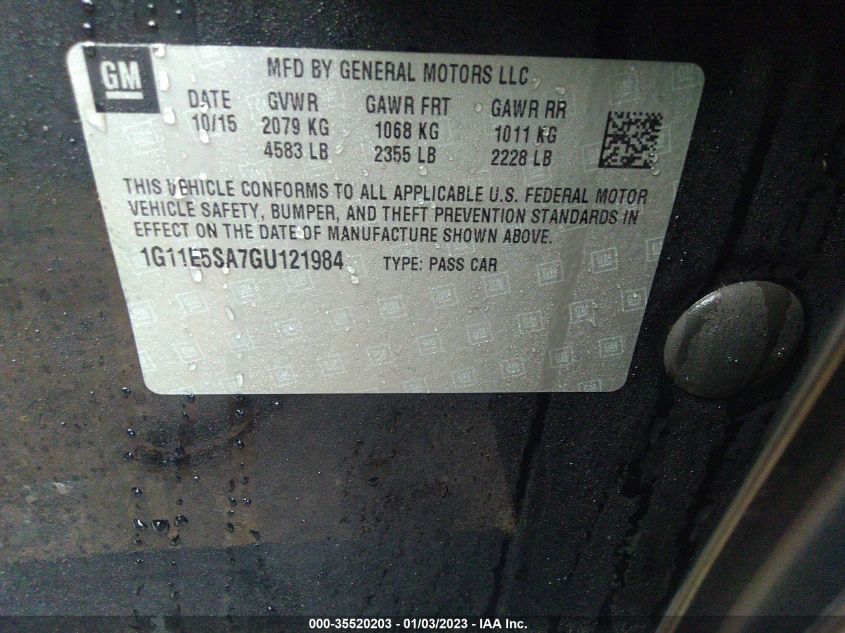 GM
MFD BY GENERAL MOTORS LLC
DATE GVWR GAWR FRT GAWR RR
10/15 2079 KG 1068 KG 1011 KG
4583 LB 2355 LB 2228 LB
THIS VEHICLE CONFORMS TO ALL APPLICABLE U.S. FEDERAL MOTOR
VEHICLE SAFETY, BUMPER, AND THEFT PREVENTION STANDARDS IN
EFFECT ON THE DATE OF MANUFACTURE SHOWN ABOVE.
1G11E5SA7GU121984 TYPE: PASS CAR
000-35520203 - 01/03/2023 - IAA Inc.